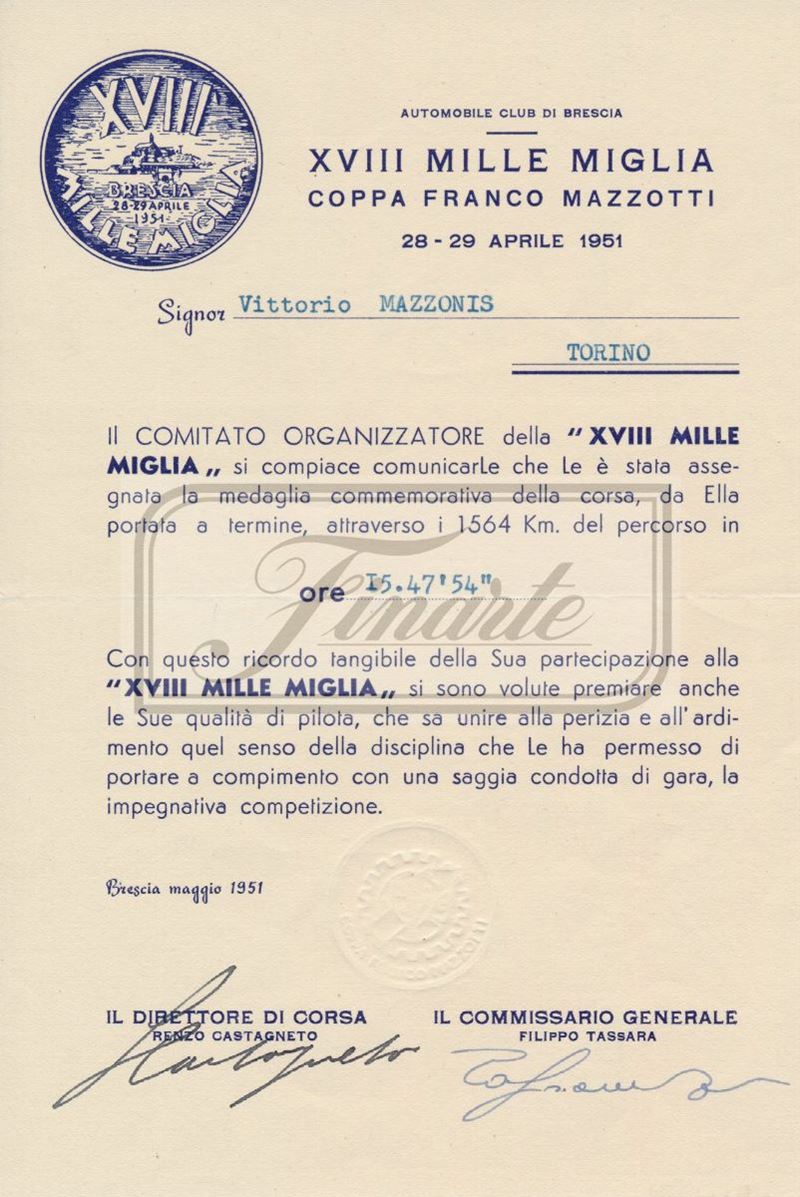 XVIII
BRESCIA
28-29 APRILE
1951
MILLE MIGLIA
AUTOMOBILE CLUB DI BRESCIA
XVIII MILLE MIGLIA
COPPA FRANCO MAZZOTTI
28 - 29 APRILE 1951
Signor Vittorio MAZZONIS
TORINO
Il COMITATO ORGANIZZATORE della "XVIII MILLE
MIGLIA„ si compiace comunicarLe che Le è stata asse-
gnata la medaglia commemorativa della corsa, da Ella
portata a termine, attraverso i 1564 Km. del percorso in
ore I5.47'54"
Finarte
Con questo ricordo tangibile della Sua partecipazione alla
"XVIII MILLE MIGLIA„ si sono volute premiare anche
le Sue qualità di pilota, che sa unire alla perizia e all'ardi-
mento quel senso della disciplina che Le ha permesso di
portare a compimento con una saggia condotta di gara, la
impegnativa competizione.
Brescia maggio 1951
IL DIRETTORE DI CORSA
RENZO CASTAGNETO
IL COMMISSARIO GENERALE
FILIPPO TASSARA